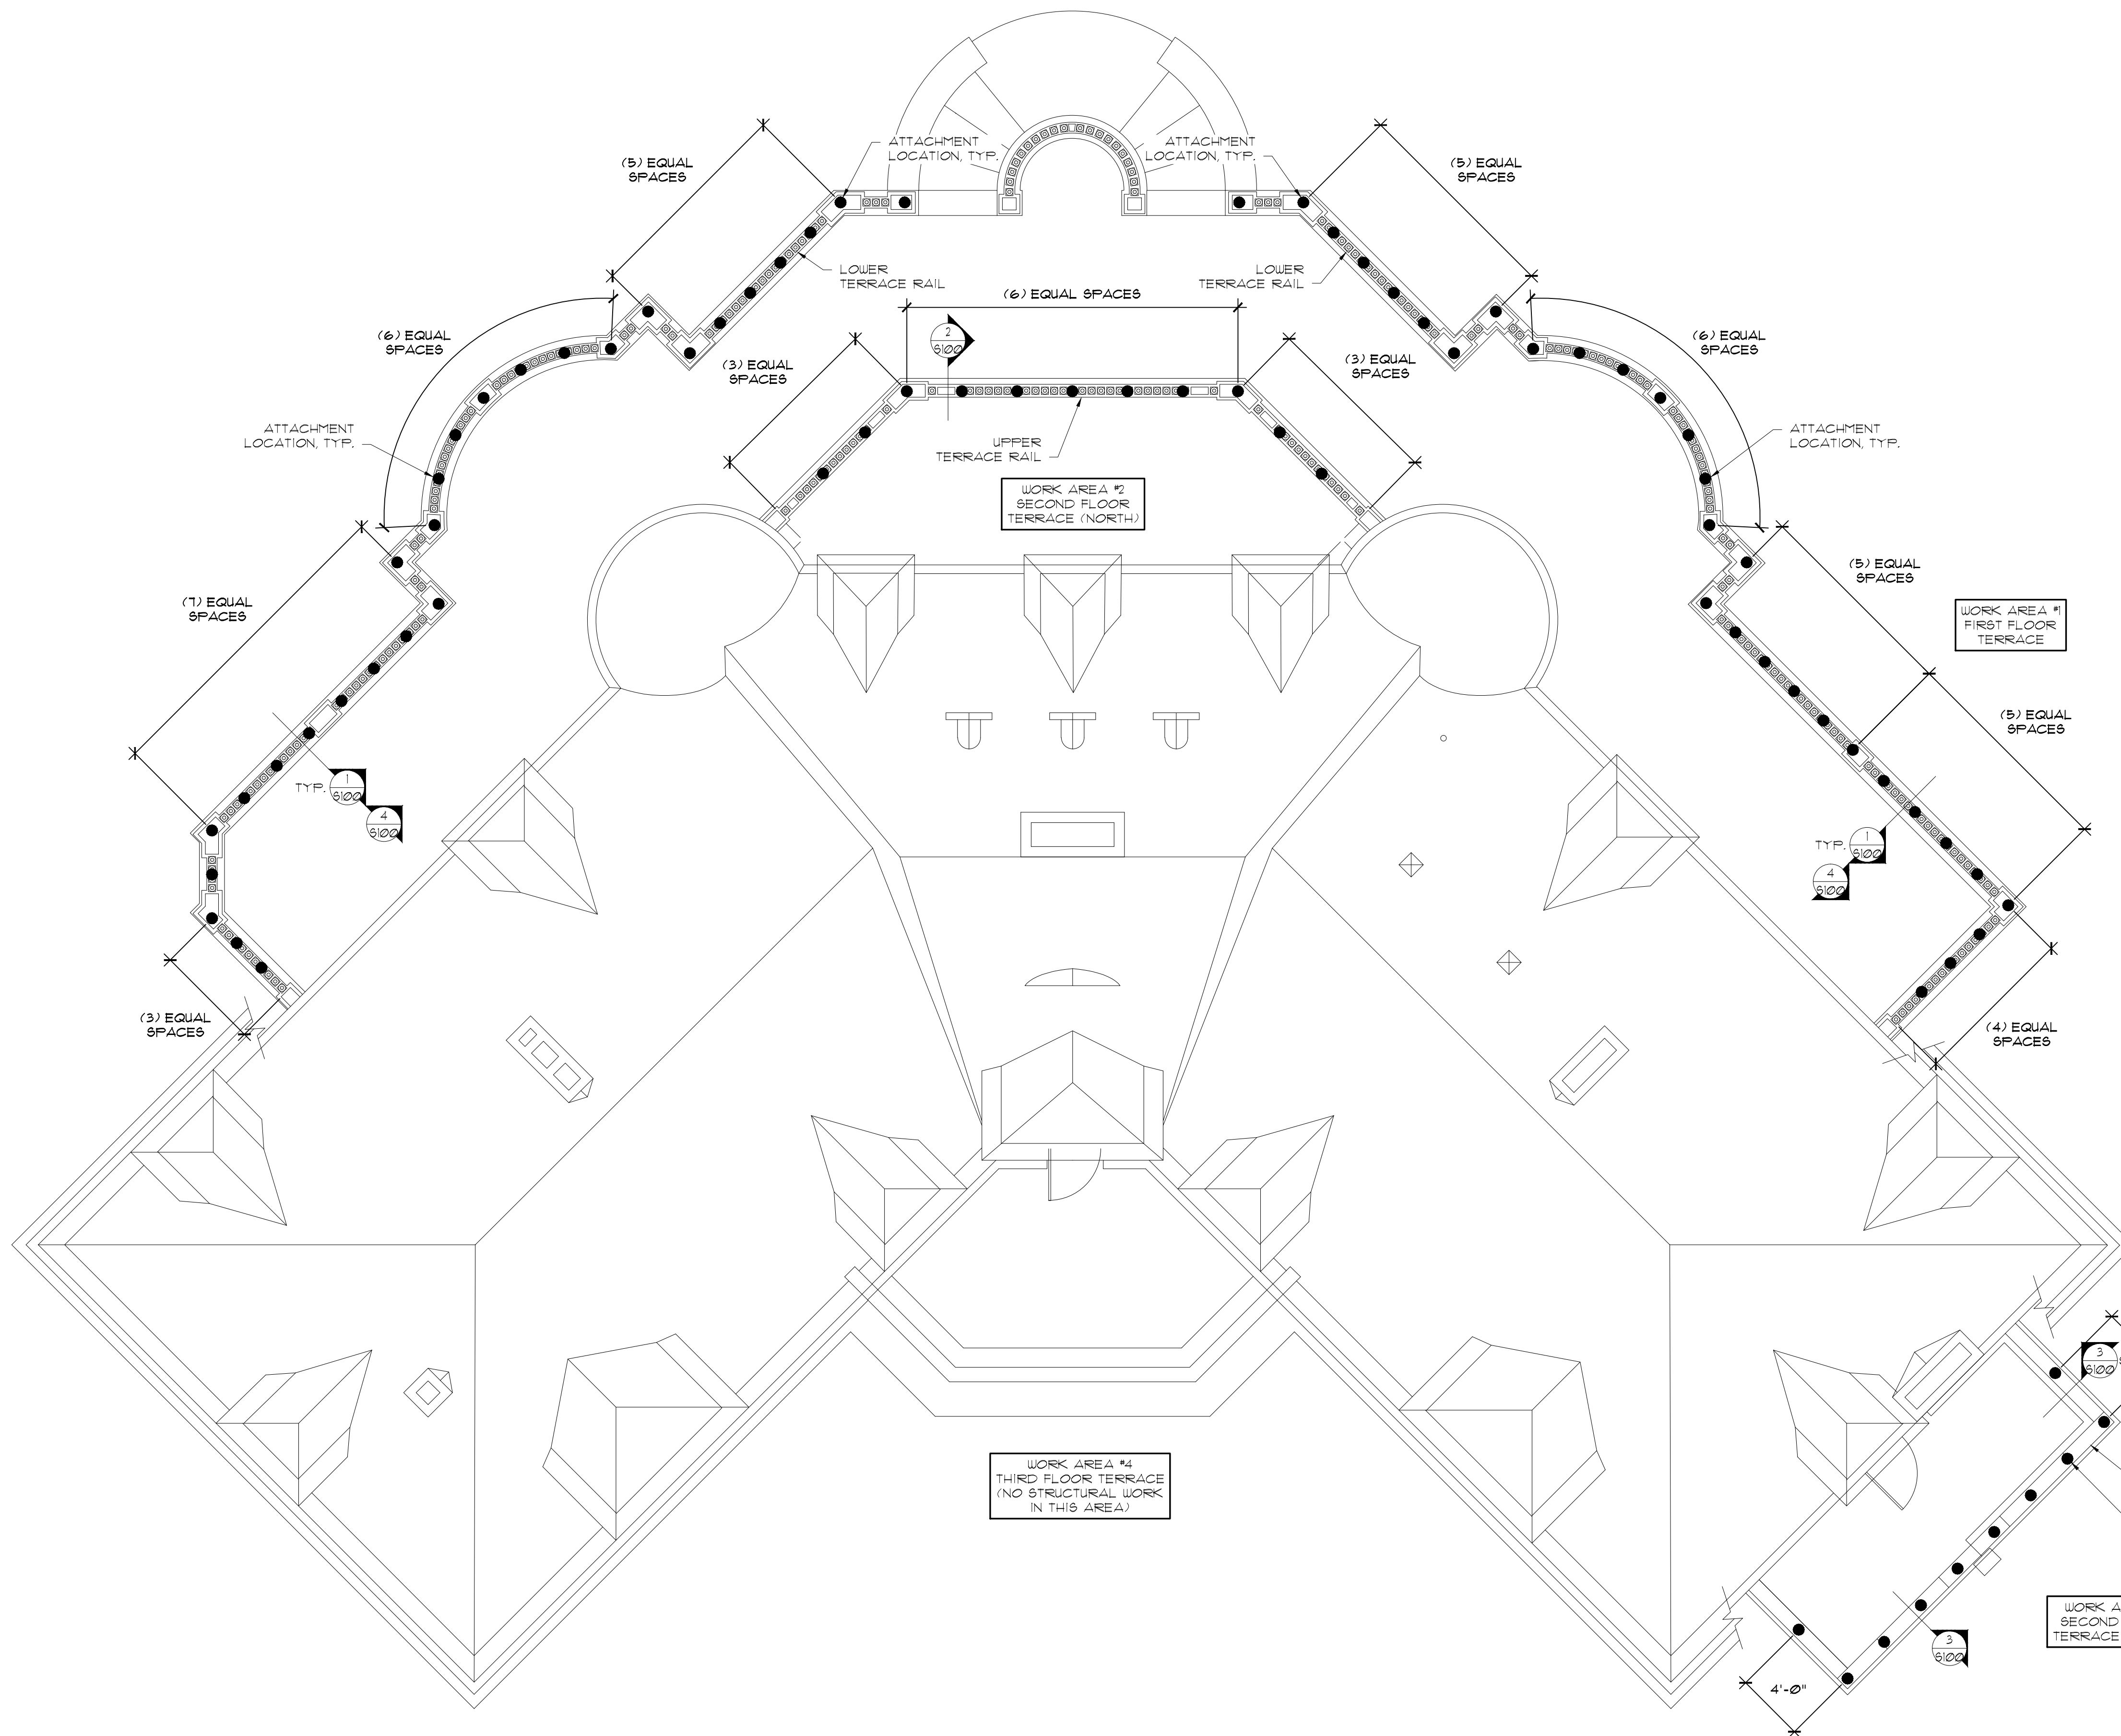 ATTACHMENT
LOCATION, TYP.
ATTACHMENT
LOCATION, TYP.
(5) EQUAL
SPACES
(5) EQUAL
SPACES
LOWER
TERRACE RAIL
LOWER
TERRACE RAIL
(6) EQUAL SPACES
(6) EQUAL
SPACES
(6) EQUAL
SPACES
2
S100
(3) EQUAL
SPACES
(3) EQUAL
SPACES
ATTACHMENT
LOCATION, TYP.
ATTACHMENT
LOCATION, TYP.
UPPER
TERRACE RAIL
WORK AREA #2
SECOND FLOOR
TERRACE (NORTH)
(7) EQUAL
SPACES
(5) EQUAL
SPACES
WORK AREA #1
FIRST FLOOR
TERRACE
(5) EQUAL
SPACES
TYP.
1
S100
4
S100
TYP.
1
S100
4
S100
(3) EQUAL
SPACES
(4) EQUAL
SPACES
3
S100
WORK AREA #4
THIRD FLOOR TERRACE
(NO STRUCTURAL WORK
IN THIS AREA)
WORK A
SECOND
TERRACE
3
S100
4'-0"